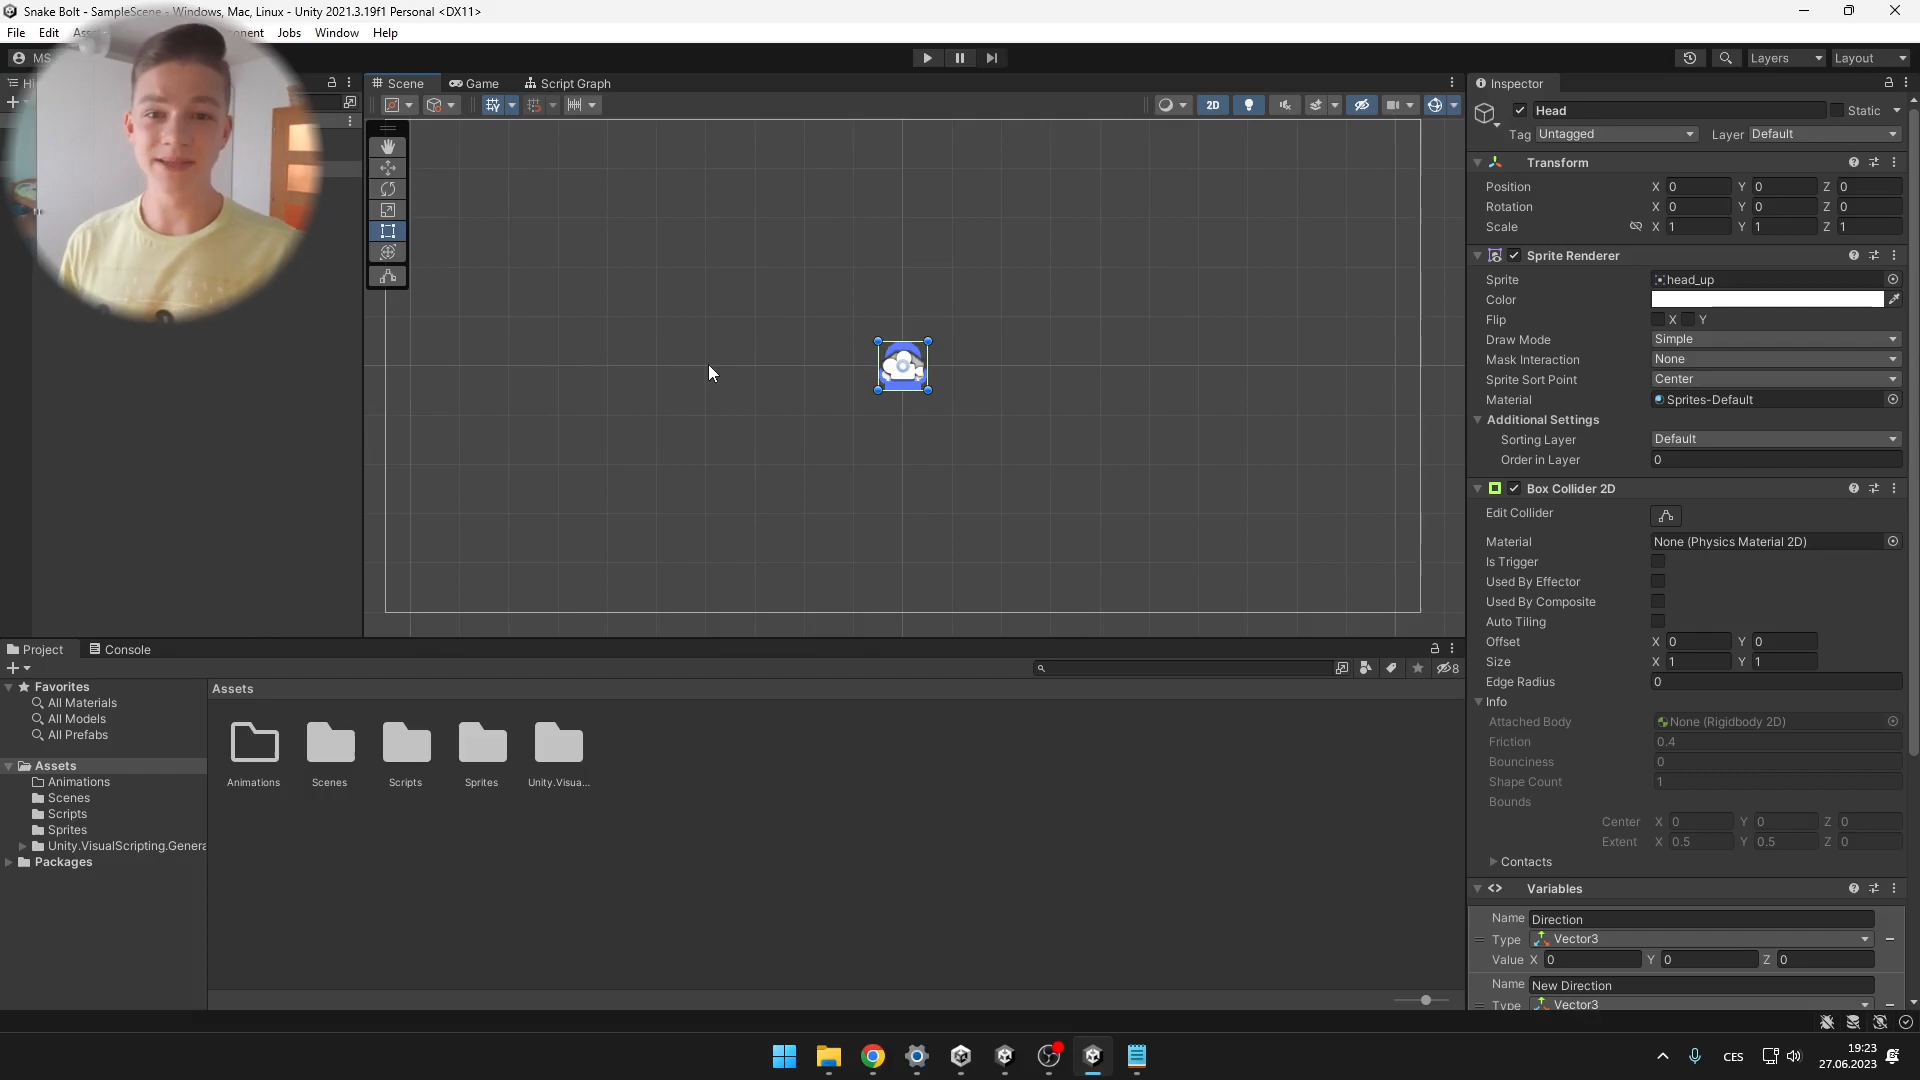 Snake Bolt - SampleScene - Windows, Mac, Linux - Unity 2021.3.19f1 Personal <DX11>
File Edit Jobs Window Help
Layers Layout
Scene Game Script Graph
2D
Inspector
Head Static
Tag Untagged Layer Default
Transform
Position X 0 Y 0 Z 0
Rotation X 0 Y 0 Z 0
Scale X 1 Y 1 Z 1
Sprite Renderer
Sprite head_up
Color
Flip X Y
Draw Mode Simple
Mask Interaction None
Sprite Sort Point Center
Material Sprites-Default
Additional Settings
Sorting Layer Default
Order in Layer 0
Box Collider 2D
Edit Collider
Material None (Physics Material 2D)
Is Trigger
Used By Effector
Used By Composite
Auto Tiling
Offset X 0 Y 0
Size X 1 Y 1
Edge Radius 0
Info
Attached Body None (Rigidbody 2D)
Friction 0.4
Bounciness 0
Shape Count 1
Bounds
Center X 0 Y 0 Z 0
Extent X 0.5 Y 0.5 Z 0
Contacts
Variables
Name Direction
Type Vector3
Value X 0 Y 0 Z 0
Name New Direction
Type Vector3
Project Console
8
Favorites
All Materials
All Models
All Prefabs
Assets
Animations
Scenes
Scripts
Sprites
Unity.VisualScripting.Genera
Packages
Assets
Animations Scenes Scripts Sprites Unity.Visua...
CES
19:23
27.06.2023